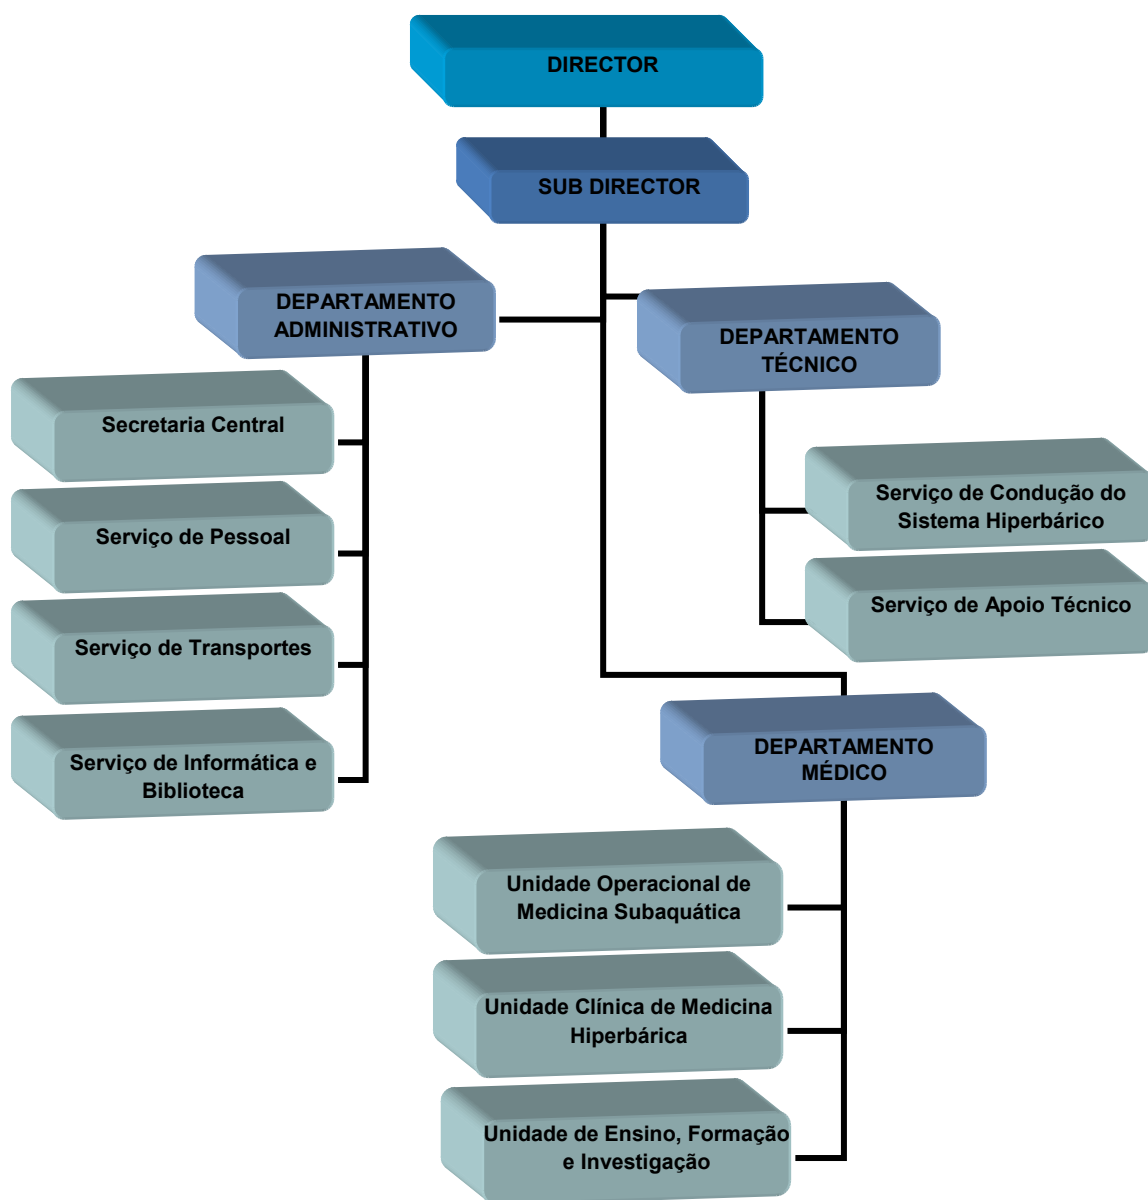 DIRECTOR
SUB DIRECTOR
DEPARTAMENTO
ADMINISTRATIVO
DEPARTAMENTO
TÉCNICO
Secretaria Central
Serviço de Pessoal
Serviço de Transportes
Serviço de Informática e
Biblioteca
Serviço de Condução do
Sistema Hiperbárico
Serviço de Apoio Técnico
DEPARTAMENTO
MÉDICO
Unidade Operacional de
Medicina Subaquática
Unidade Clínica de Medicina
Hiperbárica
Unidade de Ensino, Formação
e Investigação